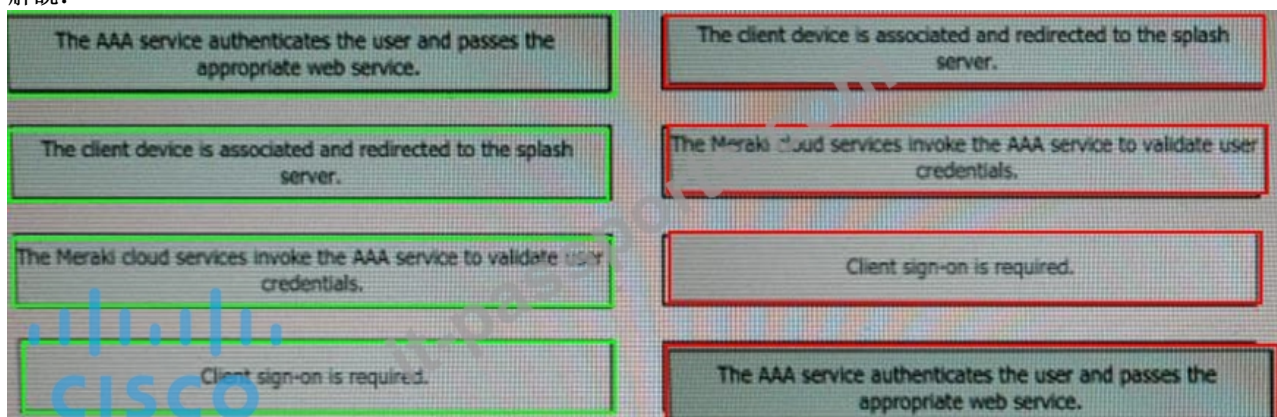 解説:
The AAA service authenticates the user and passes the
appropriate web service.
The client device is associated and redirected to the splash
server.
The Meraki cloud services invoke the AAA service to validate user
credentials.
Client sign-on is required.
The client device is associated and redirected to the splash
server.
The Meraki cloud services invoke the AAA service to validate user
credentials.
Client sign-on is required.
The AAA service authenticates the user and passes the
appropriate web service.
CISCO